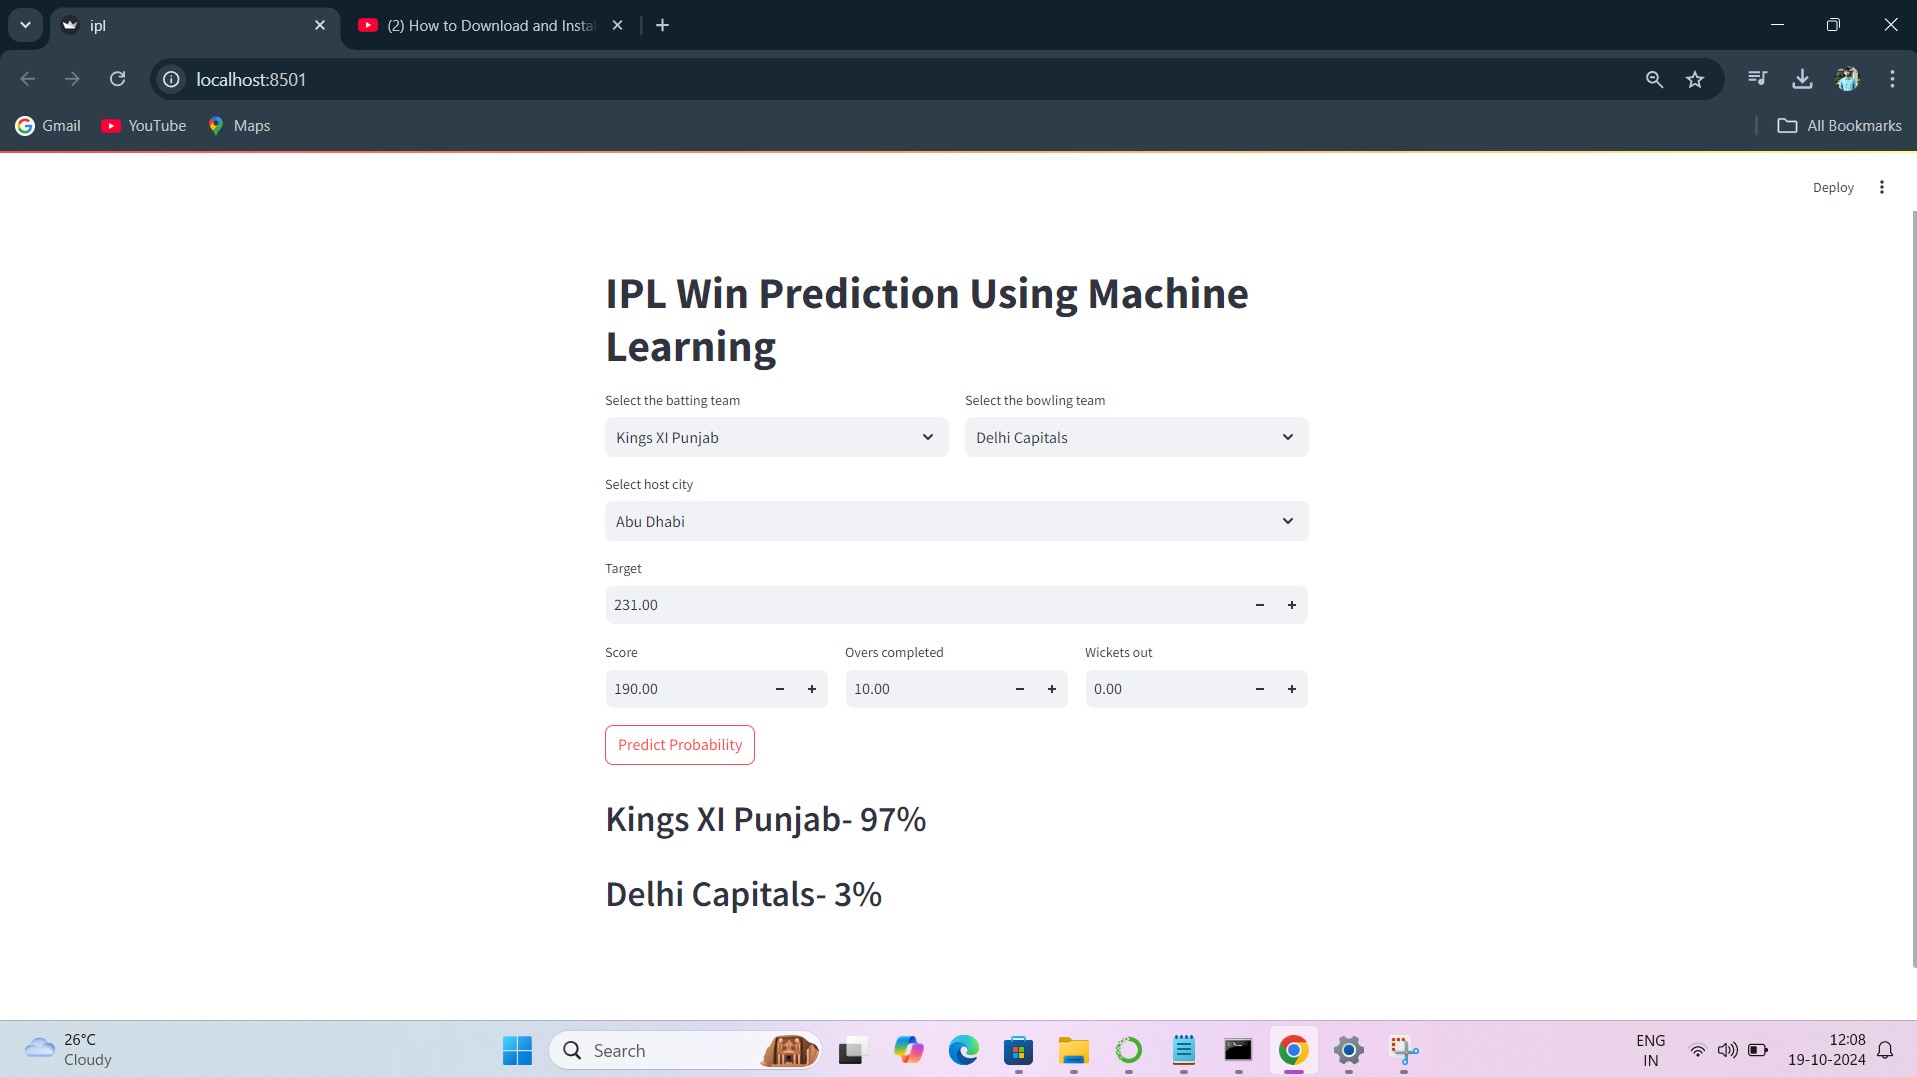 ipl
(2) How to Download and Insta
localhost:8501
Gmail
YouTube
Maps
All Bookmarks
Deploy
IPL Win Prediction Using Machine
Learning
Select the batting team
Select the bowling team
Kings XI Punjab
Delhi Capitals
Select host city
Abu Dhabi
Target
231.00
Score
Overs completed
Wickets out
190.00
10.00
0.00
Predict Probability
Kings XI Punjab- 97%
Delhi Capitals- 3%
26°C
Cloudy
Search
ENG
IN
12:08
19-10-2024